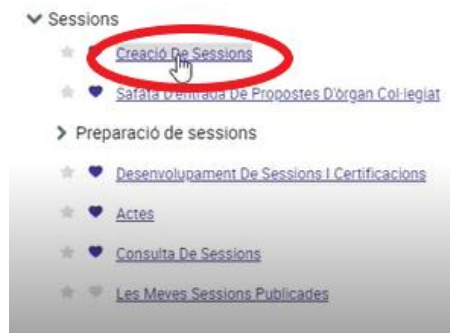 Sessions
Creació De Sessions
Safata D'entrada De Propostes D'òrgan Col·legiat
Preparació de sessions
Desenvolupament De Sessions I Certificacions
Actes
Consulta De Sessions
Les Meves Sessions Publicades